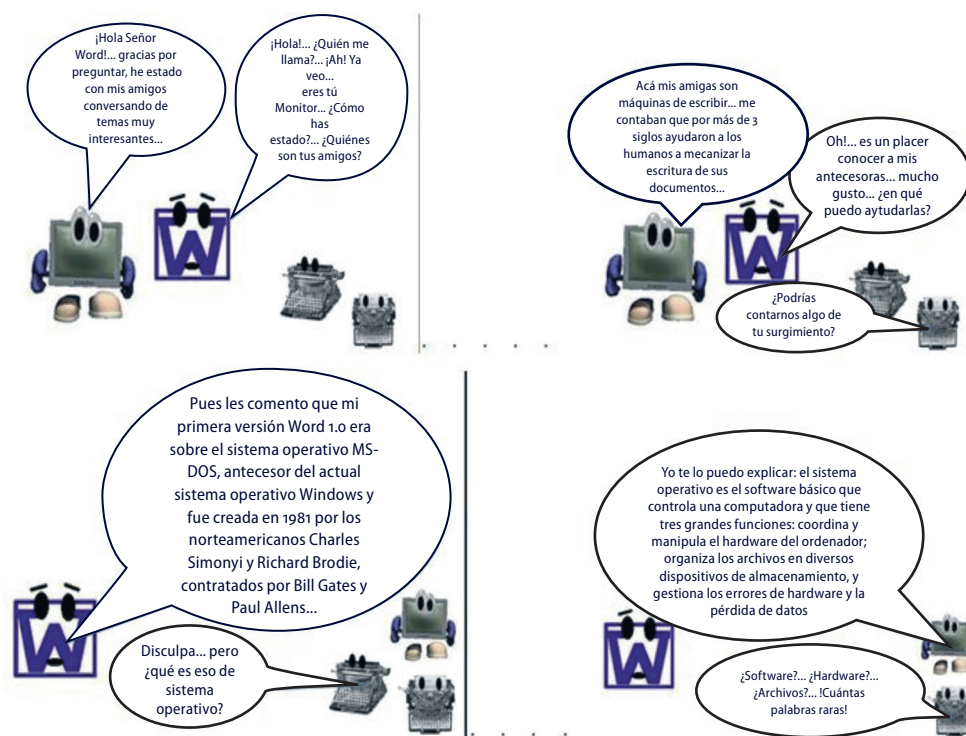 ¡Hola Señor
Word!... gracias por
preguntar, he estado
con mis amigos
conversando de
temas muy
interesantes...
¡Hola!... ¿Quién me
llama?... ¡Ah! Ya
veo...
eres tú
Monitor... ¿Cómo
has
estado?... ¿Quiénes
son tus amigos?
Acá mis amigas son
máquinas de escribir... me
contaban que por más de 3
siglos ayudaron a los
humanos a mecanizar la
escritura de sus
documentos...
Oh!... es un placer
conocer a mis
antecesoras... mucho
gusto... ¿en qué
puedo aytudarlas?
¿Podrías
contarnos algo de
tu surgimiento?
Pues les comento que mi
primera versión Word 1.0 era
sobre el sistema operativo MS-
DOS, antecesor del actual
sistema operativo Windows y
fue creada en 1981 por los
norteamericanos Charles
Simonyi y Richard Brodie,
contratados por Bill Gates y
Paul Allens...
Disculpa... pero
¿qué es eso de
sistema
operativo?
Yo te lo puedo explicar: el sistema
operativo es el software básico que
controla una computadora y que tiene
tres grandes funciones: coordina y
manipula el hardware del ordenador;
organiza los archivos en diversos
dispositivos de almacenamiento, y
gestiona los errores de hardware y la
pérdida de datos
¿Software?... ¿Hardware?...
¿Archivos?... !Cuántas
palabras raras!